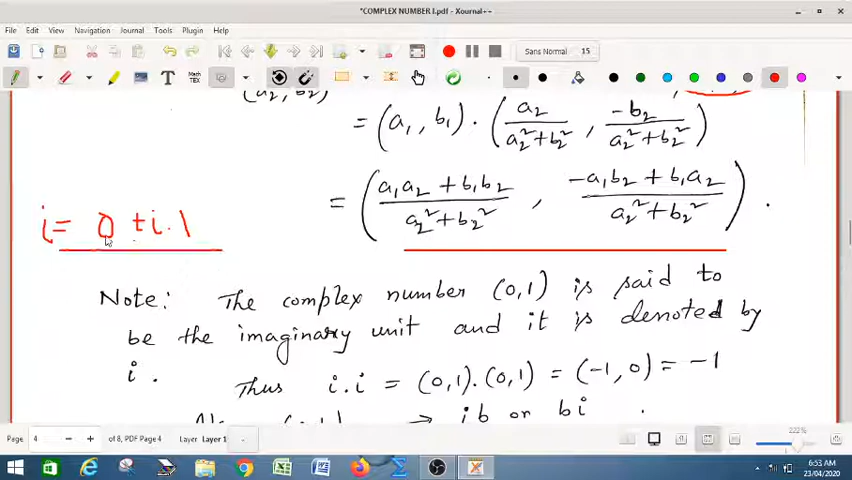 *COMPLEX NUMBER I.pdf - Xournal++
File Edit View Navigation Journal Tools Plugin Help
Sans Normal 15
(a₂, b₂)
= (a₁, b₁) · (a₂/(a₂²+b₂²), -b₂/(a₂²+b₂²))
= ((a₁a₂ + b₁b₂)/(a₂²+b₂²), (-a₁b₂ + b₁a₂)/(a₂²+b₂²)).
i = 0 + i.1
Note: The complex number (0,1) is said to
be the imaginary unit and it is denoted by
i.
Thus i.i = (0,1).(0,1) = (-1,0) = -1
→ ib or bi
Page 4 of 8, PDF Page 4 Layer Layer 1 222%
6:53 AM
23/04/2020